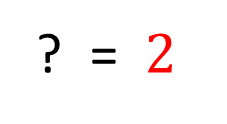 ? = 2